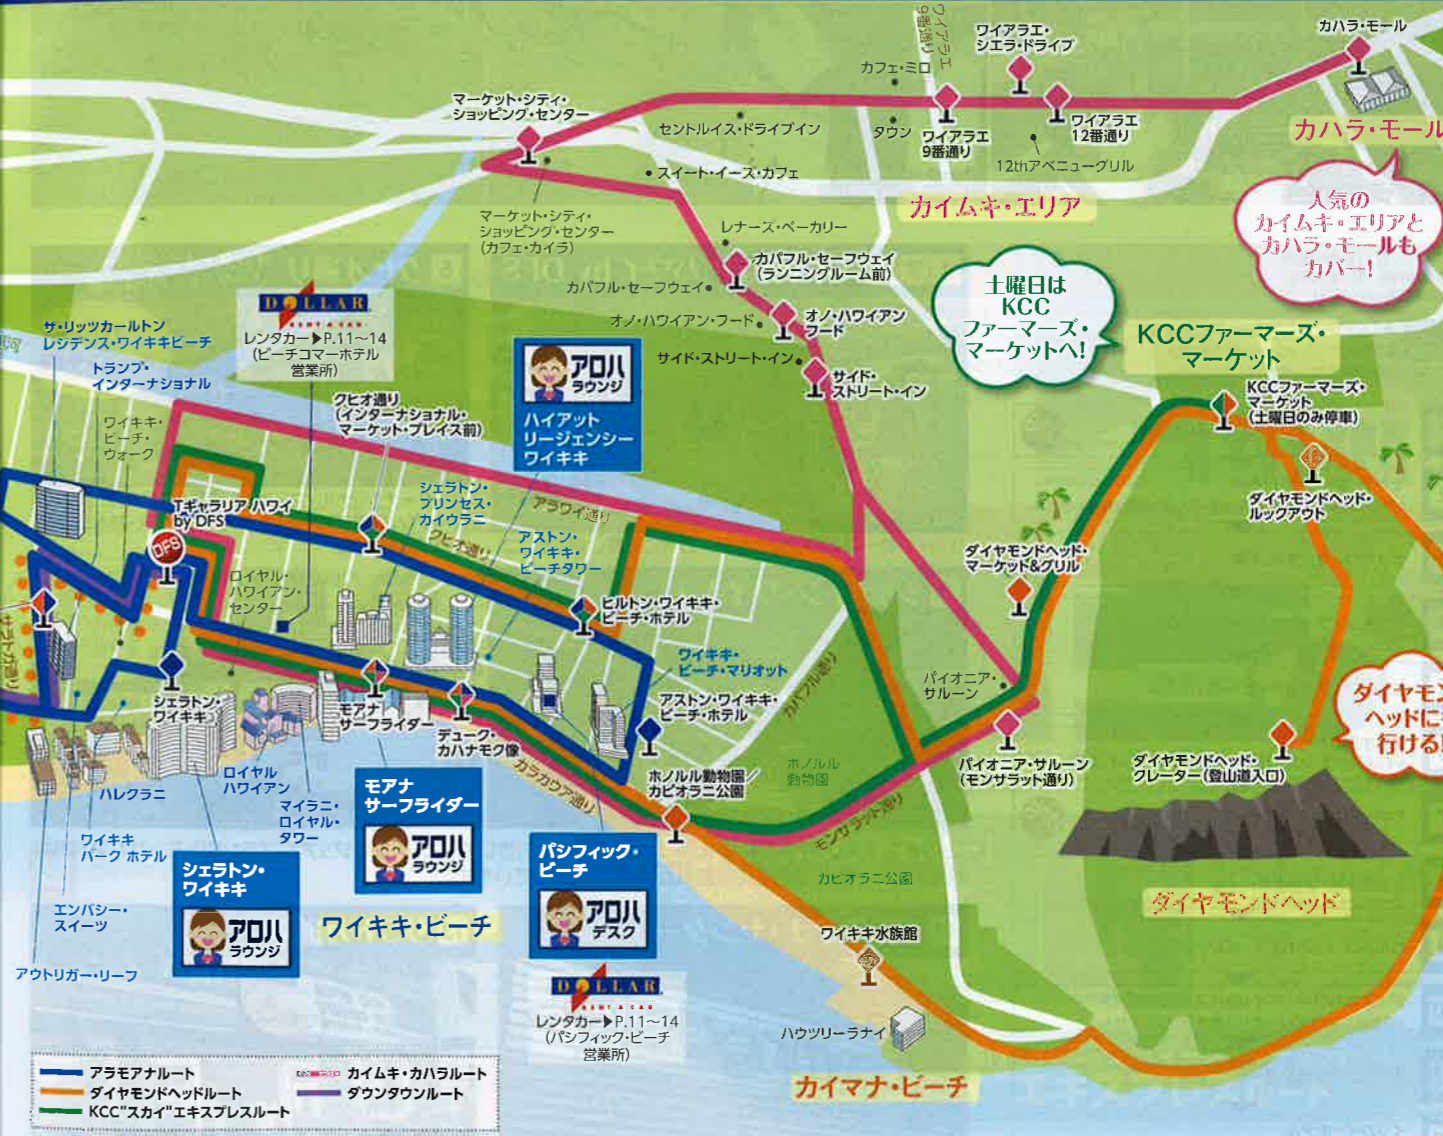 ワイアラエ
9番通り
ワイアラエ・
シエラ・ドライブ
カハラ・モール
カフェ・ミロ
マーケット・シティ・
ショッピング・センター
セントルイス・ドライブイン
タウン
ワイアラエ
9番通り
ワイアラエ
12番通り
カハラ・モール
12thアベニューグリル
スイート・イーズ・カフェ
カイムキ・エリア
人気の
カイムキ・エリアと
カハラ・モールも
カバー!
マーケット・シティ・
ショッピング・センター
(カフェ・カイラ)
レナーズ・ベーカリー
カパフル・セーフウェイ
(ランニングルーム前)
カパフル・セーフウェイ
土曜日は
KCC
ファーマーズ・
マーケットへ!
DOLLAR
RENT A CAR
レンタカー▶P.11〜14
(ビーチコマーホテル
営業所)
オノ・ハワイアン・フード
オノ・ハワイアン
フード
KCCファーマーズ・
マーケット
ザ・リッツカールトン
レジデンス・ワイキキビーチ
トランプ・
インターナショナル
サイド・ストリート・イン
サイド・
ストリート・イン
KCCファーマーズ・
マーケット
(土曜日のみ停車)
アロハ
ラウンジ
ハイアット
リージェンシー
ワイキキ
クヒオ通り
(インターナショナル・
マーケット・プレイス前)
ワイキキ・
ビーチ・
ウォーク
Tギャラリア ハワイ
by DFS
DFS
シェラトン・
プリンセス・
カイウラニ
アラワイ通り
クヒオ通り
アストン・
ワイキキ・
ビーチタワー
ダイヤモンドヘッド・
ルックアウト
ダイヤモンドヘッド・
マーケット&グリル
ロイヤル・
ハワイアン・
センター
ヒルトン・ワイキキ・
ビーチ・ホテル
サラトガ通り
ワイキキ・
ビーチ・マリオット
アストン・ワイキキ・
ビーチ・ホテル
カパフル通り
パイオニア・
サルーン
シェラトン・
ワイキキ
モアナ
サーフライダー
デューク・
カハナモク像
カラカウア通り
ホノルル動物園/
カピオラニ公園
ホノルル
動物園
パイオニア・サルーン
(モンサラット通り)
モンサラット通り
ダイヤモンドヘッド・
クレーター(登山道入口)
ダイヤモン
ヘッドに
行ける
ハレクラニ
ロイヤル
ハワイアン
マイラニ・
ロイヤル・
タワー
モアナ
サーフライダー
アロハ
ラウンジ
ワイキキ
パーク ホテル
シェラトン・
ワイキキ
アロハ
ラウンジ
パシフィック・
ビーチ
アロハ
デスク
カピオラニ公園
ダイヤモンドヘッド
エンバシー・
スイーツ
ワイキキ・ビーチ
ワイキキ水族館
アウトリガー・リーフ
DOLLAR
RENT A CAR
レンタカー▶P.11〜14
(パシフィック・ビーチ
営業所)
ハウツリーラナイ
カイマナ・ビーチ
アラモアナルート
カイムキ・カハラルート
ダイヤモンドヘッドルート
ダウンタウンルート
KCC"スカイ"エキスプレスルート